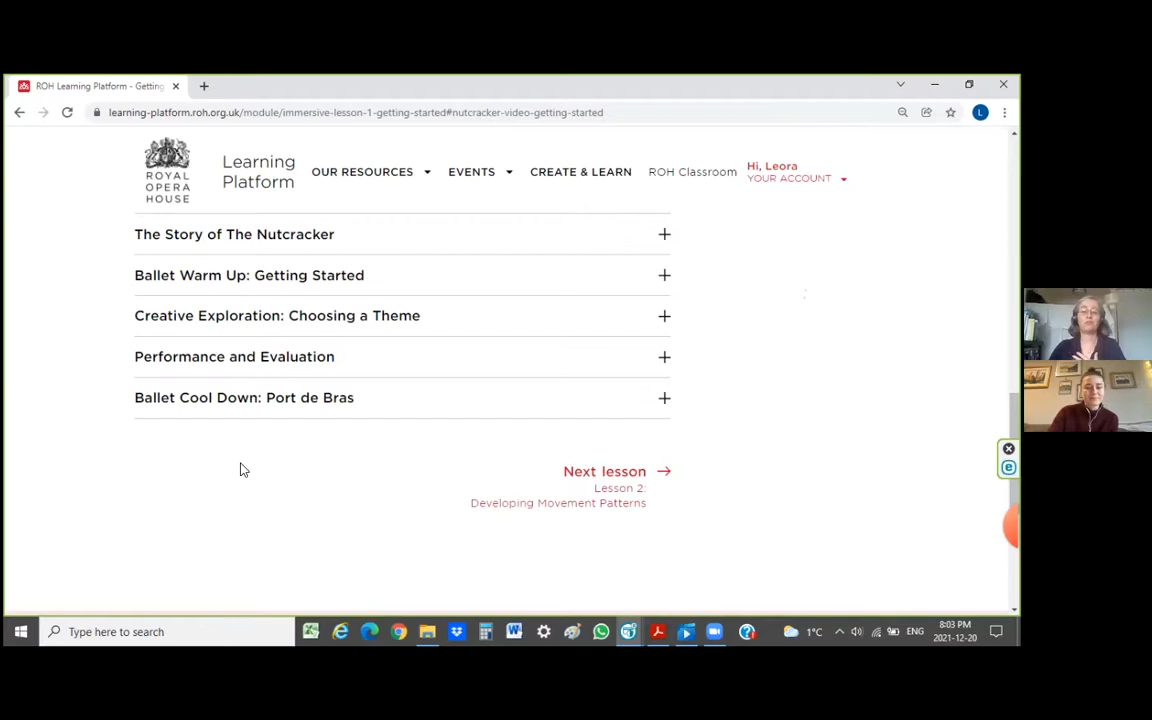 ROH Learning Platform - Getting
learning-platform.roh.org.uk/module/immersive-lesson-1-getting-started#nutcracker-video-getting-started
L
ROYAL
OPERA
HOUSE
Learning
Platform
OUR RESOURCES
EVENTS
CREATE & LEARN
ROH Classroom
Hi, Leora
YOUR ACCOUNT
The Story of The Nutcracker
Ballet Warm Up: Getting Started
Creative Exploration: Choosing a Theme
Performance and Evaluation
Ballet Cool Down: Port de Bras
Next lesson
Lesson 2:
Developing Movement Patterns
Type here to search
1°C
ENG
8:03 PM
2021-12-20